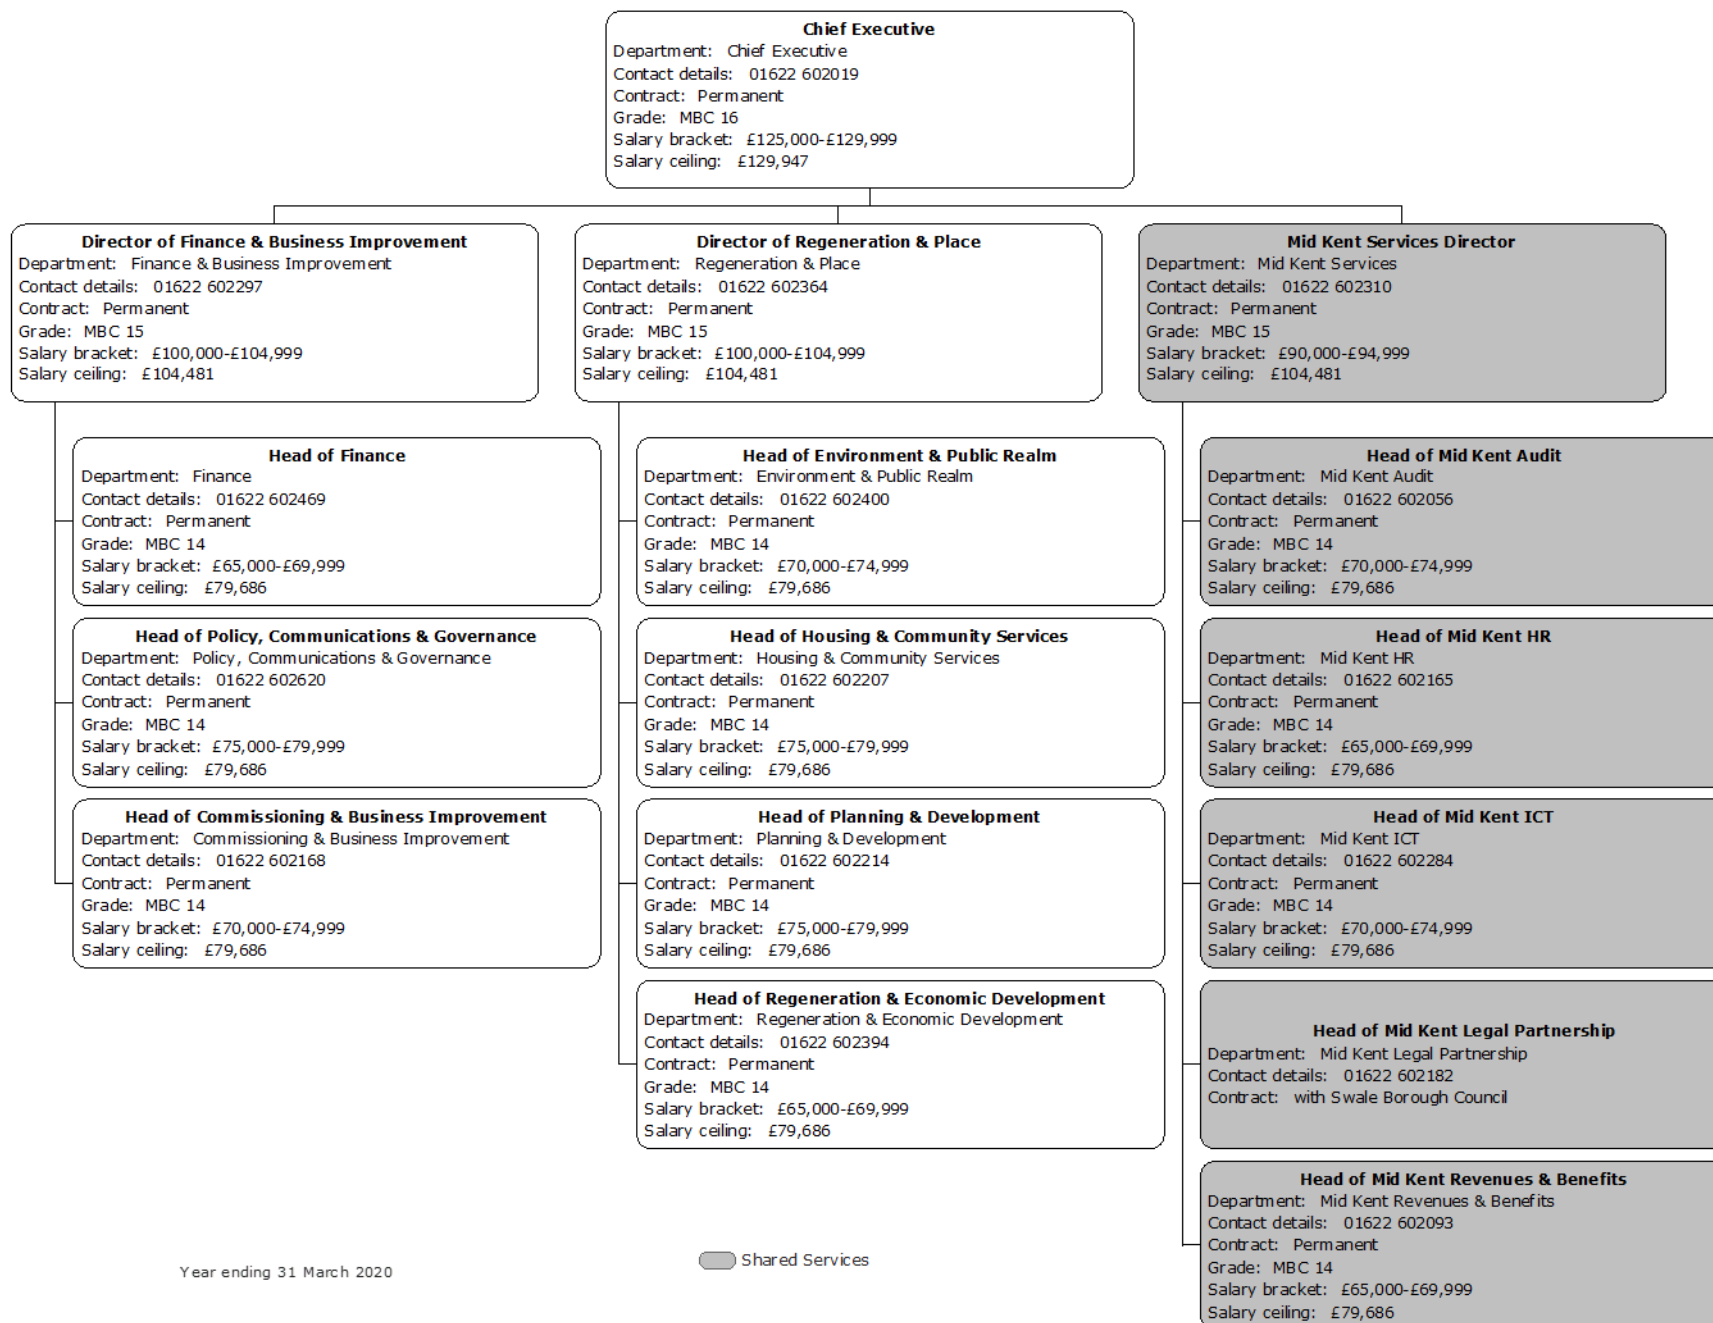 Chief Executive
Department: Chief Executive
Contact details: 01622 602019
Contract: Permanent
Grade: MBC 16
Salary bracket: £125,000-£129,999
Salary ceiling: £129,947
Director of Finance & Business Improvement
Department: Finance & Business Improvement
Contact details: 01622 602297
Contract: Permanent
Grade: MBC 15
Salary bracket: £100,000-£104,999
Salary ceiling: £104,481
Head of Finance
Department: Finance
Contact details: 01622 602469
Contract: Permanent
Grade: MBC 14
Salary bracket: £65,000-£69,999
Salary ceiling: £79,686
Head of Policy, Communications & Governance
Department: Policy, Communications & Governance
Contact details: 01622 602620
Contract: Permanent
Grade: MBC 14
Salary bracket: £75,000-£79,999
Salary ceiling: £79,686
Head of Commissioning & Business Improvement
Department: Commissioning & Business Improvement
Contact details: 01622 602168
Contract: Permanent
Grade: MBC 14
Salary bracket: £70,000-£74,999
Salary ceiling: £79,686
Director of Regeneration & Place
Department: Regeneration & Place
Contact details: 01622 602364
Contract: Permanent
Grade: MBC 15
Salary bracket: £100,000-£104,999
Salary ceiling: £104,481
Head of Environment & Public Realm
Department: Environment & Public Realm
Contact details: 01622 602400
Contract: Permanent
Grade: MBC 14
Salary bracket: £70,000-£74,999
Salary ceiling: £79,686
Head of Housing & Community Services
Department: Housing & Community Services
Contact details: 01622 602207
Contract: Permanent
Grade: MBC 14
Salary bracket: £75,000-£79,999
Salary ceiling: £79,686
Head of Planning & Development
Department: Planning & Development
Contact details: 01622 602214
Contract: Permanent
Grade: MBC 14
Salary bracket: £75,000-£79,999
Salary ceiling: £79,686
Head of Regeneration & Economic Development
Department: Regeneration & Economic Development
Contact details: 01622 602394
Contract: Permanent
Grade: MBC 14
Salary bracket: £65,000-£69,999
Salary ceiling: £79,686
Mid Kent Services Director
Department: Mid Kent Services
Contact details: 01622 602310
Contract: Permanent
Grade: MBC 15
Salary bracket: £90,000-£94,999
Salary ceiling: £104,481
Head of Mid Kent Audit
Department: Mid Kent Audit
Contact details: 01622 602056
Contract: Permanent
Grade: MBC 14
Salary bracket: £70,000-£74,999
Salary ceiling: £79,686
Head of Mid Kent HR
Department: Mid Kent HR
Contact details: 01622 602165
Contract: Permanent
Grade: MBC 14
Salary bracket: £65,000-£69,999
Salary ceiling: £79,686
Head of Mid Kent ICT
Department: Mid Kent ICT
Contact details: 01622 602284
Contract: Permanent
Grade: MBC 14
Salary bracket: £70,000-£74,999
Salary ceiling: £79,686
Head of Mid Kent Legal Partnership
Department: Mid Kent Legal Partnership
Contact details: 01622 602182
Contract: with Swale Borough Council
Head of Mid Kent Revenues & Benefits
Department: Mid Kent Revenues & Benefits
Contact details: 01622 602093
Contract: Permanent
Grade: MBC 14
Salary bracket: £65,000-£69,999
Salary ceiling: £79,686
Shared Services
Year ending 31 March 2020